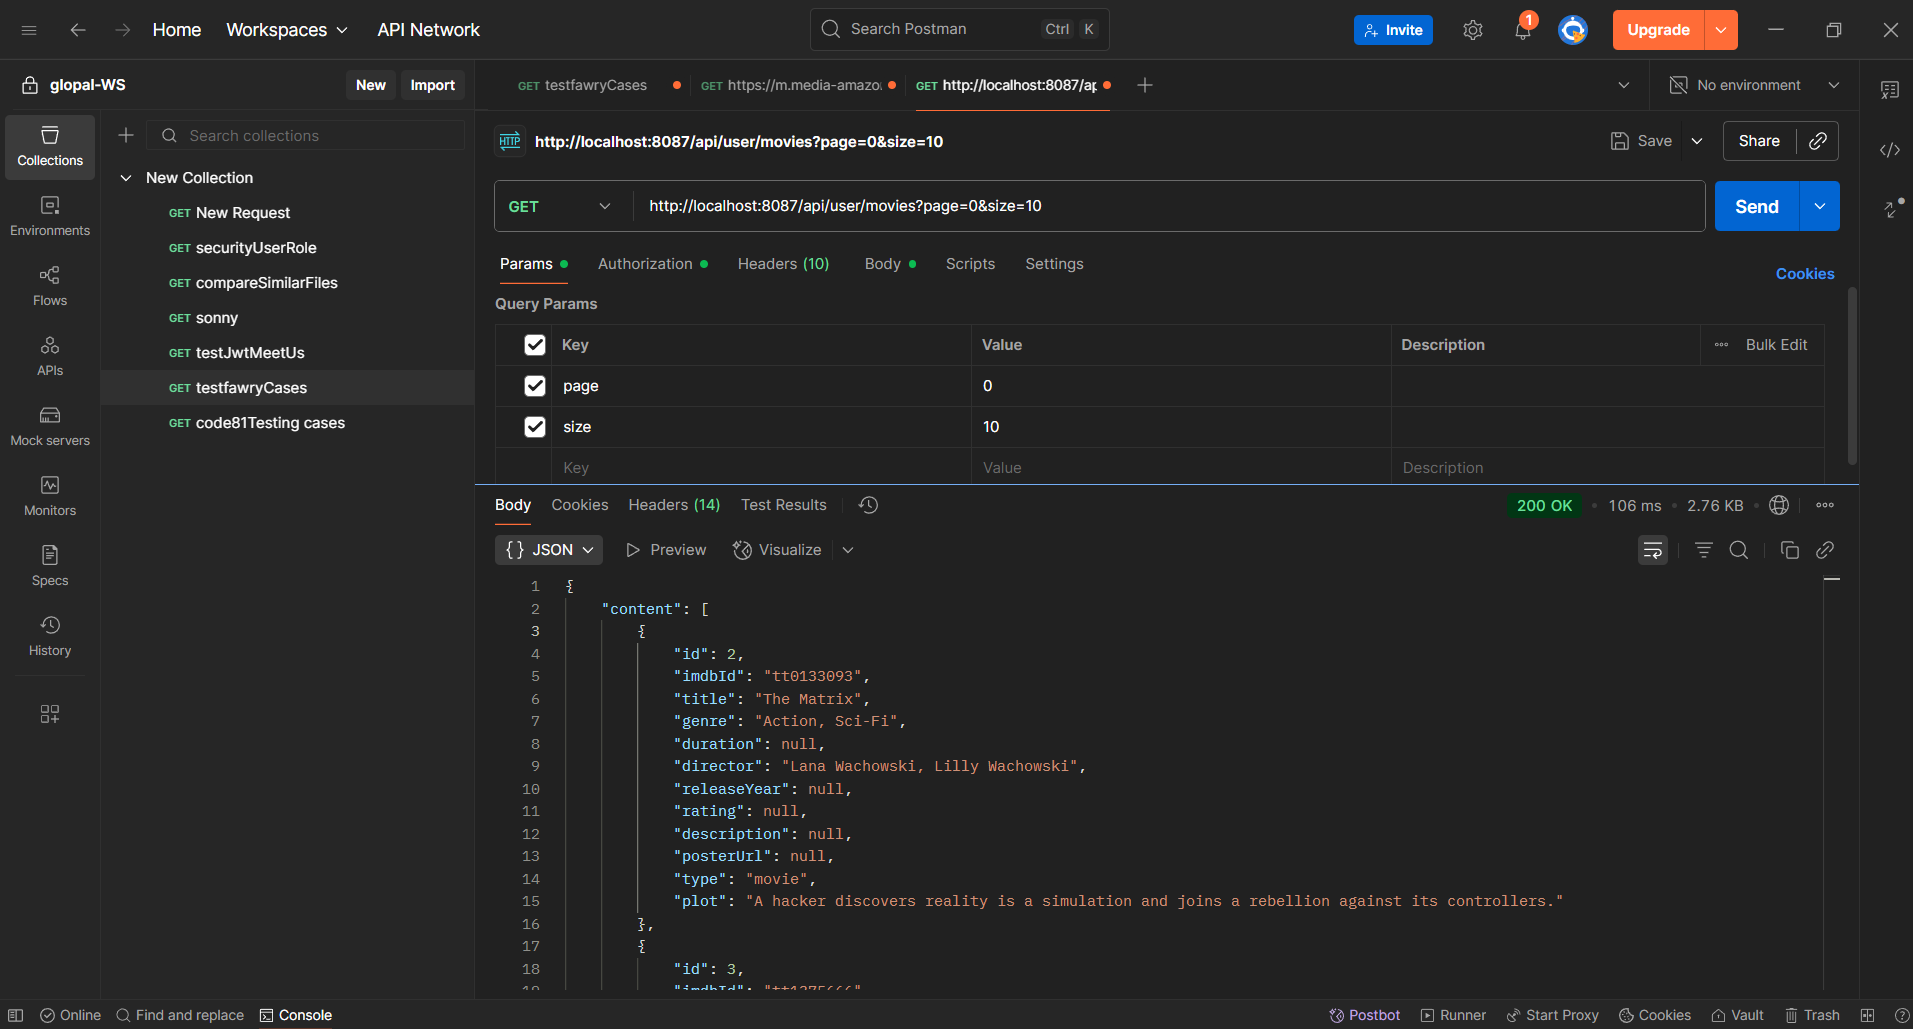 Home
Workspaces
API Network
Search Postman
Ctrl
K
Invite
1
Upgrade
glopal-WS
New
Import
GET testfawryCases
GET https://m.media-amazo
GET http://localhost:8087/ap
No environment
Collections
Environments
Flows
APIs
Mock servers
Monitors
Specs
History
Search collections
New Collection
GET New Request
GET securityUserRole
GET compareSimilarFiles
GET sonny
GET testJwtMeetUs
GET testfawryCases
GET code81Testing cases
HTTP
http://localhost:8087/api/user/movies?page=0&size=10
Save
Share
GET
http://localhost:8087/api/user/movies?page=0&size=10
Send
Params
Authorization
Headers (10)
Body
Scripts
Settings
Cookies
Query Params
Key
Value
Description
Bulk Edit
page
0
size
10
Key
Value
Description
Body
Cookies
Headers (14)
Test Results
200 OK
106 ms
2.76 KB
{} JSON
Preview
Visualize
1 {
2 "content": [
3 {
4 "id": 2,
5 "imdbId": "tt0133093",
6 "title": "The Matrix",
7 "genre": "Action, Sci-Fi",
8 "duration": null,
9 "director": "Lana Wachowski, Lilly Wachowski",
10 "releaseYear": null,
11 "rating": null,
12 "description": null,
13 "posterUrl": null,
14 "type": "movie",
15 "plot": "A hacker discovers reality is a simulation and joins a rebellion against its controllers."
16 },
17 {
18 "id": 3,
19 "imdbId": "tt1375666"
Online
Find and replace
Console
Postbot
Runner
Start Proxy
Cookies
Vault
Trash